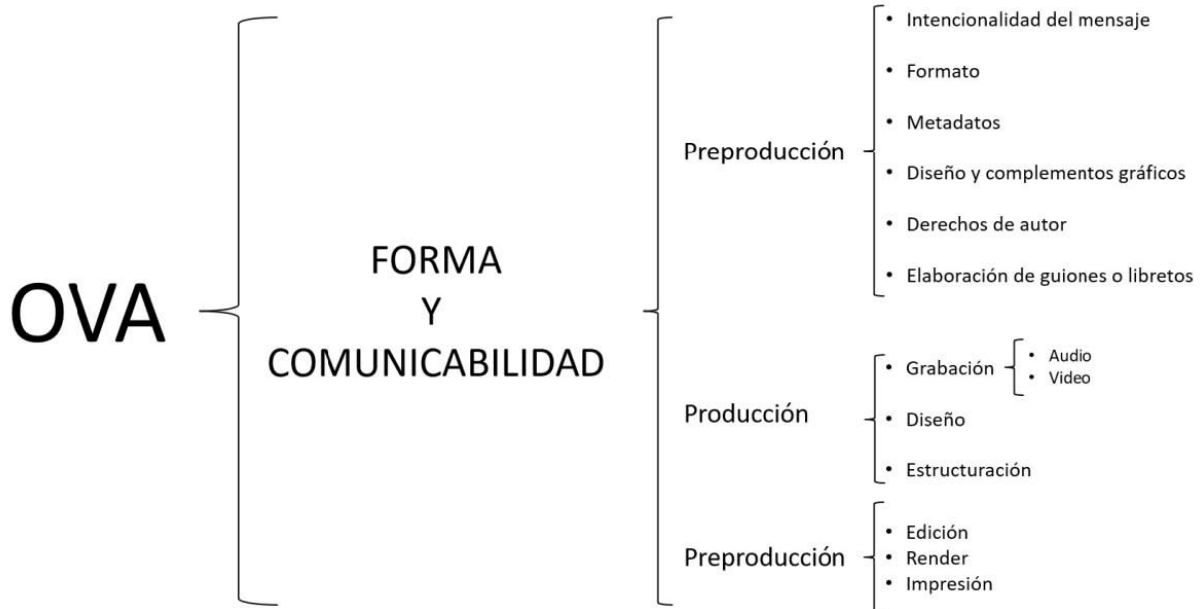 OVA
FORMA
Y
COMUNICABILIDAD
Preproducción
• Intencionalidad del mensaje
• Formato
• Metadatos
• Diseño y complementos gráficos
• Derechos de autor
• Elaboración de guiones o libretos
Producción
• Grabación
• Audio
• Video
• Diseño
• Estructuración
Preproducción
• Edición
• Render
• Impresión